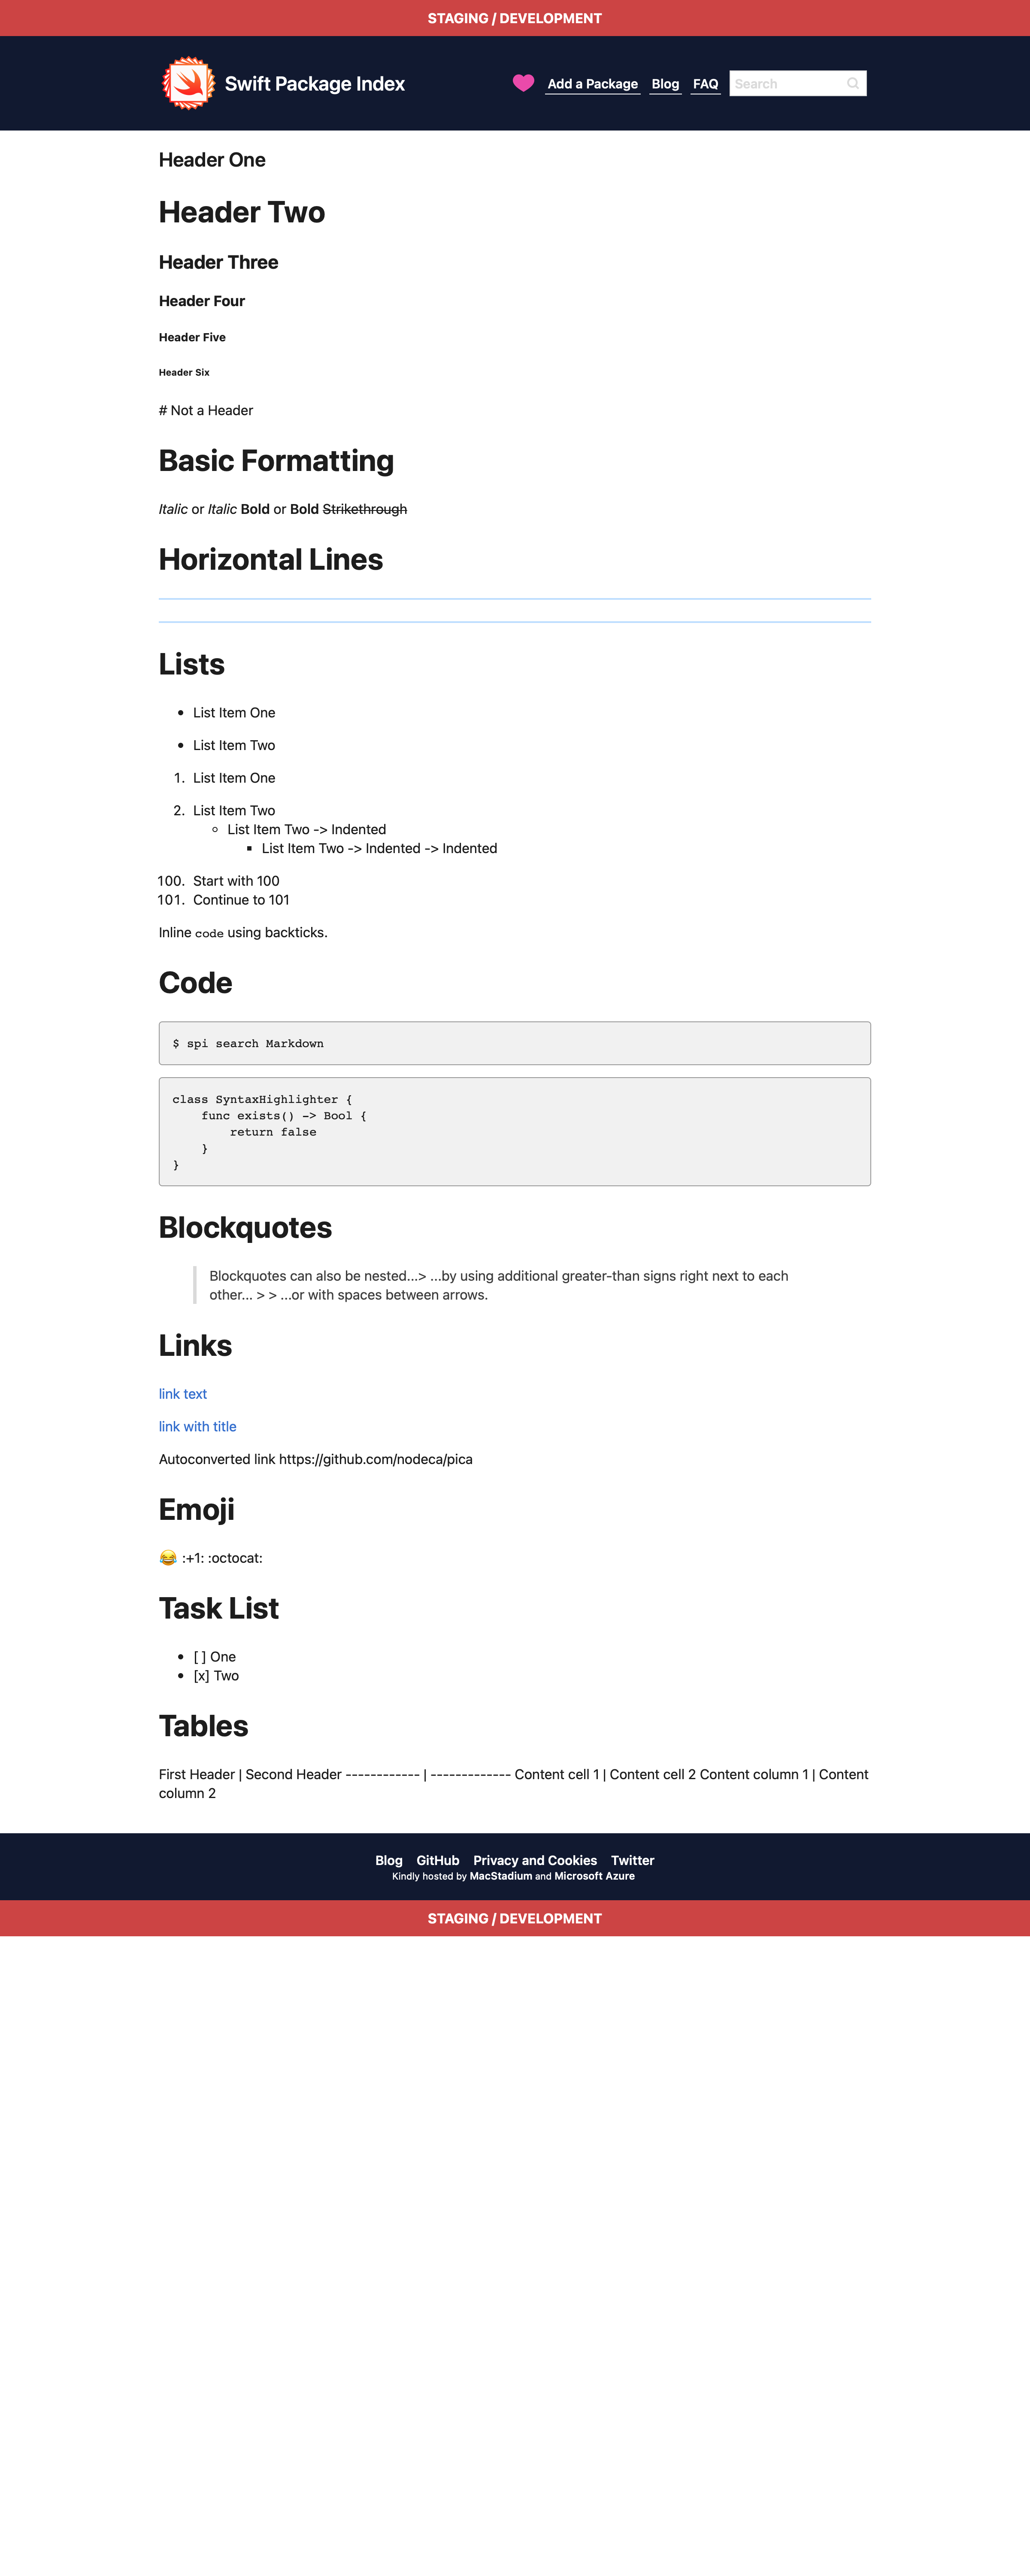 STAGING / DEVELOPMENT
Swift Package Index
Add a Package Blog FAQ Search
Header One
Header Two
Header Three
Header Four
Header Five
Header Six
# Not a Header
Basic Formatting
Italic or Italic Bold or Bold Strikethrough
Horizontal Lines
Lists
• List Item One
• List Item Two
1. List Item One
2. List Item Two
◦ List Item Two -> Indented
▪ List Item Two -> Indented -> Indented
100. Start with 100
101. Continue to 101
Inline code using backticks.
Code
$ spi search Markdown
class SyntaxHighlighter {
    func exists() -> Bool {
        return false
    }
}
Blockquotes
Blockquotes can also be nested...> ...by using additional greater-than signs right next to each
other... > > ...or with spaces between arrows.
Links
link text
link with title
Autoconverted link https://github.com/nodeca/pica
Emoji
😂 :+1: :octocat:
Task List
• [ ] One
• [x] Two
Tables
First Header | Second Header ------------ | ------------- Content cell 1 | Content cell 2 Content column 1 | Content
column 2
Blog GitHub Privacy and Cookies Twitter
Kindly hosted by MacStadium and Microsoft Azure
STAGING / DEVELOPMENT